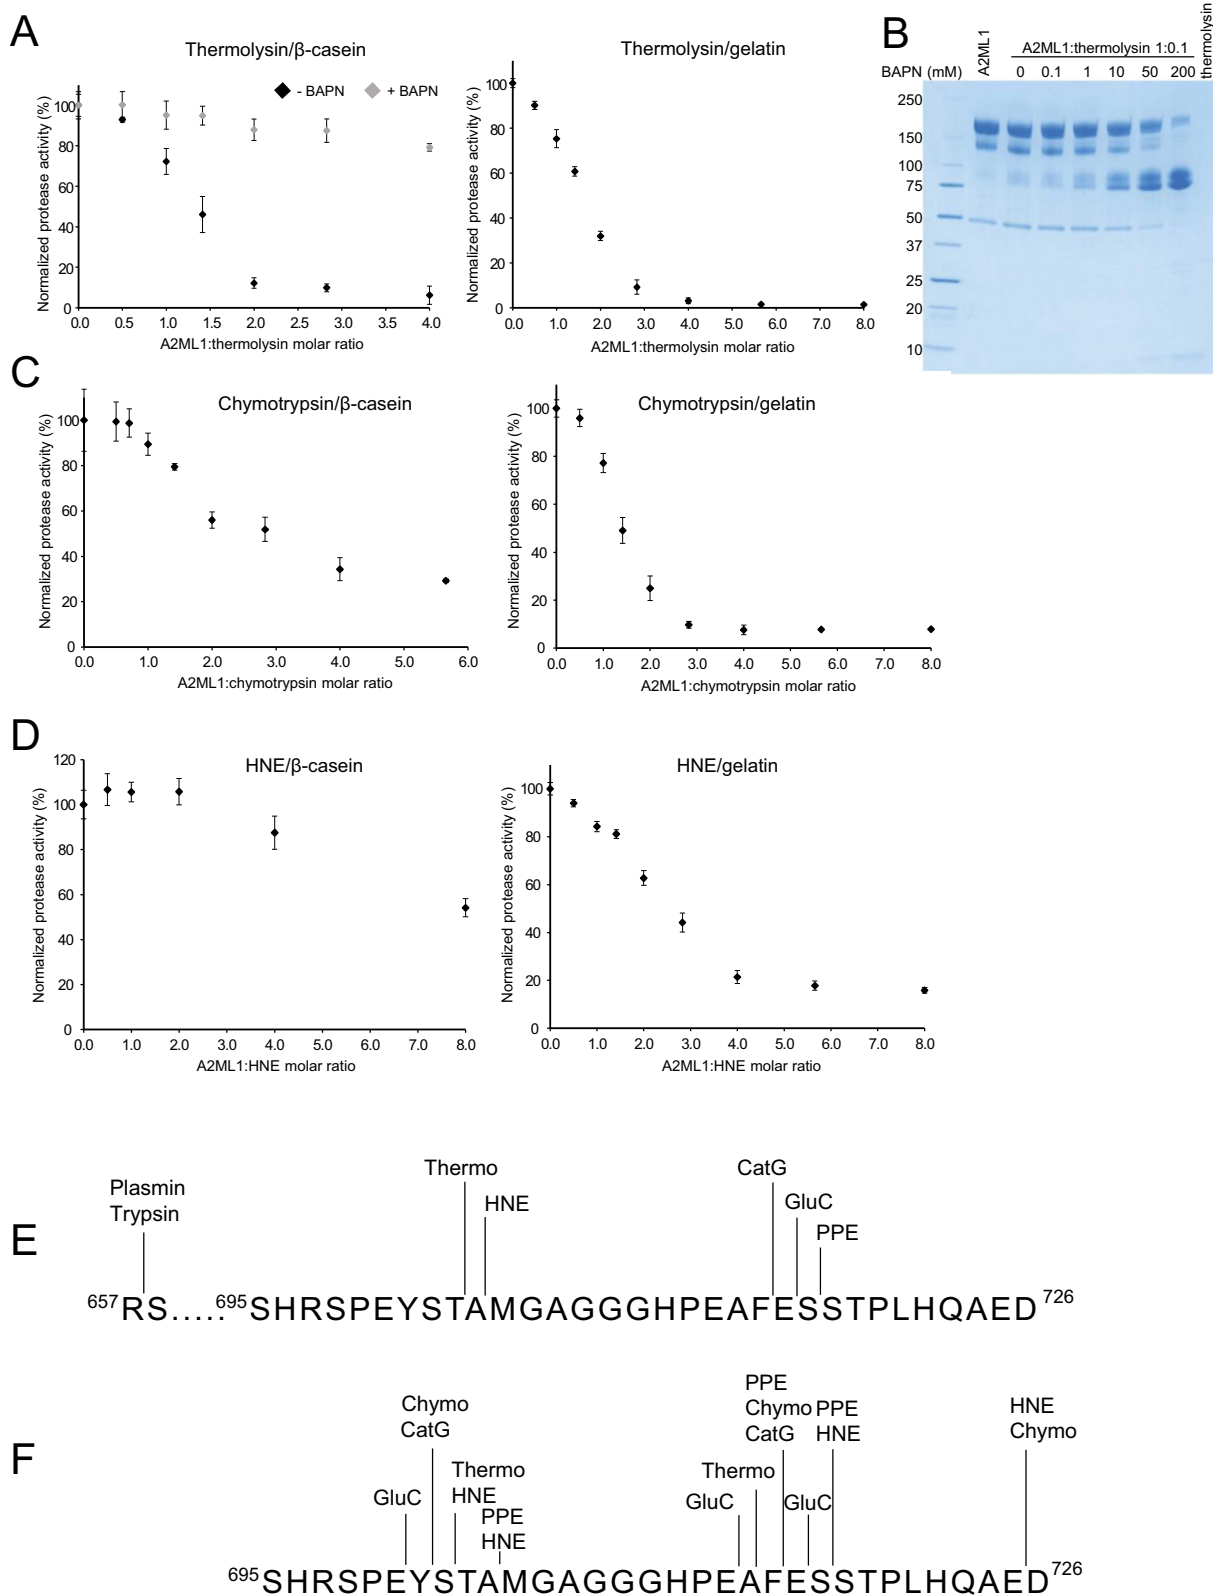 A
Thermolysin/β-casein
- BAPN
+ BAPN
Normalized protease activity (%)
100
80
60
40
20
0
0.0 0.5 1.0 1.5 2.0 2.5 3.0 3.5 4.0
A2ML1:thermolysin molar ratio
Thermolysin/gelatin
Normalized protease activity (%)
100
80
60
40
20
0
0.0 1.0 2.0 3.0 4.0 5.0 6.0 7.0 8.0
A2ML1:thermolysin molar ratio
B
A2ML1
A2ML1:thermolysin 1:0.1
thermolysin
BAPN (mM) 0 0.1 1 10 50 200
250
150
100
75
50
37
25
20
10
C
Chymotrypsin/β-casein
Normalized protease activity (%)
100
80
60
40
20
0
0.0 1.0 2.0 3.0 4.0 5.0 6.0
A2ML1:chymotrypsin molar ratio
Chymotrypsin/gelatin
Normalized protease activity (%)
100
80
60
40
20
0
0.0 1.0 2.0 3.0 4.0 5.0 6.0 7.0 8.0
A2ML1:chymotrypsin molar ratio
D
HNE/β-casein
Normalized protease activity (%)
120
100
80
60
40
20
0
0.0 1.0 2.0 3.0 4.0 5.0 6.0 7.0 8.0
A2ML1:HNE molar ratio
HNE/gelatin
Normalized protease activity (%)
100
80
60
40
20
0
0.0 1.0 2.0 3.0 4.0 5.0 6.0 7.0 8.0
A2ML1:HNE molar ratio
E
Plasmin
Trypsin
Thermo
HNE
CatG
GluC
PPE
657RS.....695SHRSPEYSTAMGAGGGHPEAFESSTPLHQAED726
F
GluC
Chymo
CatG
Thermo
HNE
PPE
HNE
GluC
Thermo
PPE
Chymo
CatG
GluC
PPE
HNE
HNE
Chymo
695SHRSPEYSTAMGAGGGHPEAFESSTPLHQAED726